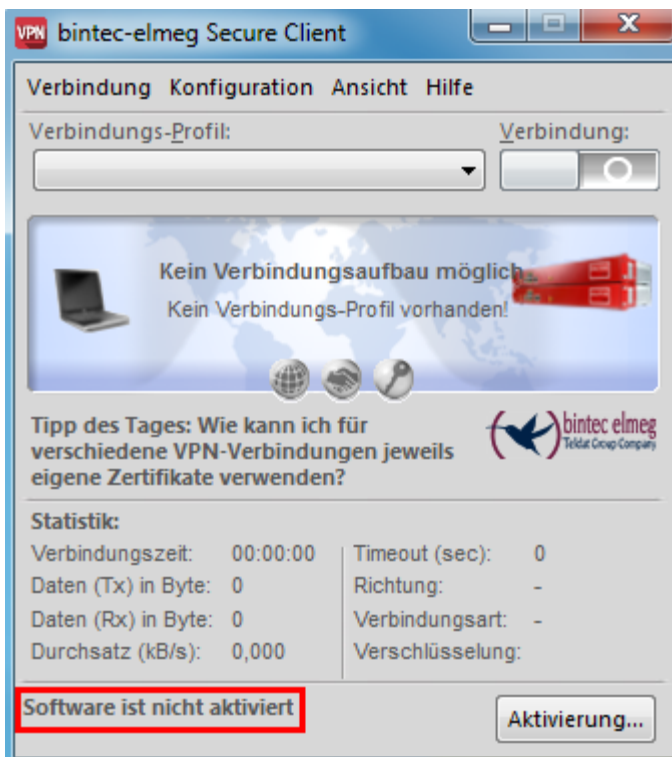 VPN bintec-elmeg Secure Client
Verbindung Konfiguration Ansicht Hilfe
Verbindungs-Profil: Verbindung:
Kein Verbindungsaufbau möglich
Kein Verbindungs-Profil vorhanden!
Tipp des Tages: Wie kann ich für
verschiedene VPN-Verbindungen jeweils
eigene Zertifikate verwenden?
bintec elmeg
Teldat Group Company
Statistik:
Verbindungszeit: 00:00:00 Timeout (sec): 0
Daten (Tx) in Byte: 0 Richtung: -
Daten (Rx) in Byte: 0 Verbindungsart: -
Durchsatz (kB/s): 0,000 Verschlüsselung:
Software ist nicht aktiviert Aktivierung...